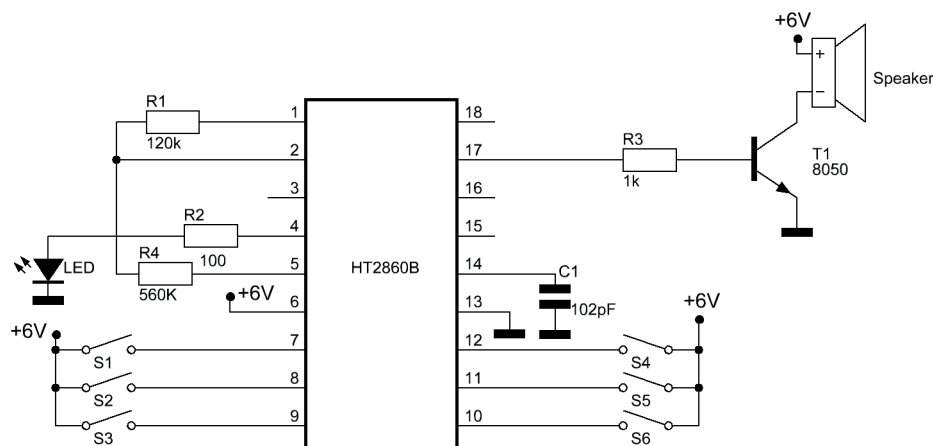 +6V
Speaker
+
−
R1
120k
1
18
2
17
R3
1k
T1
8050
3
16
R2
100
4
15
LED
R4
560K
5
HT2860B
14
C1
102pF
+6V
6
13
+6V
+6V
S1
7
12
S4
S2
8
11
S5
S3
9
10
S6